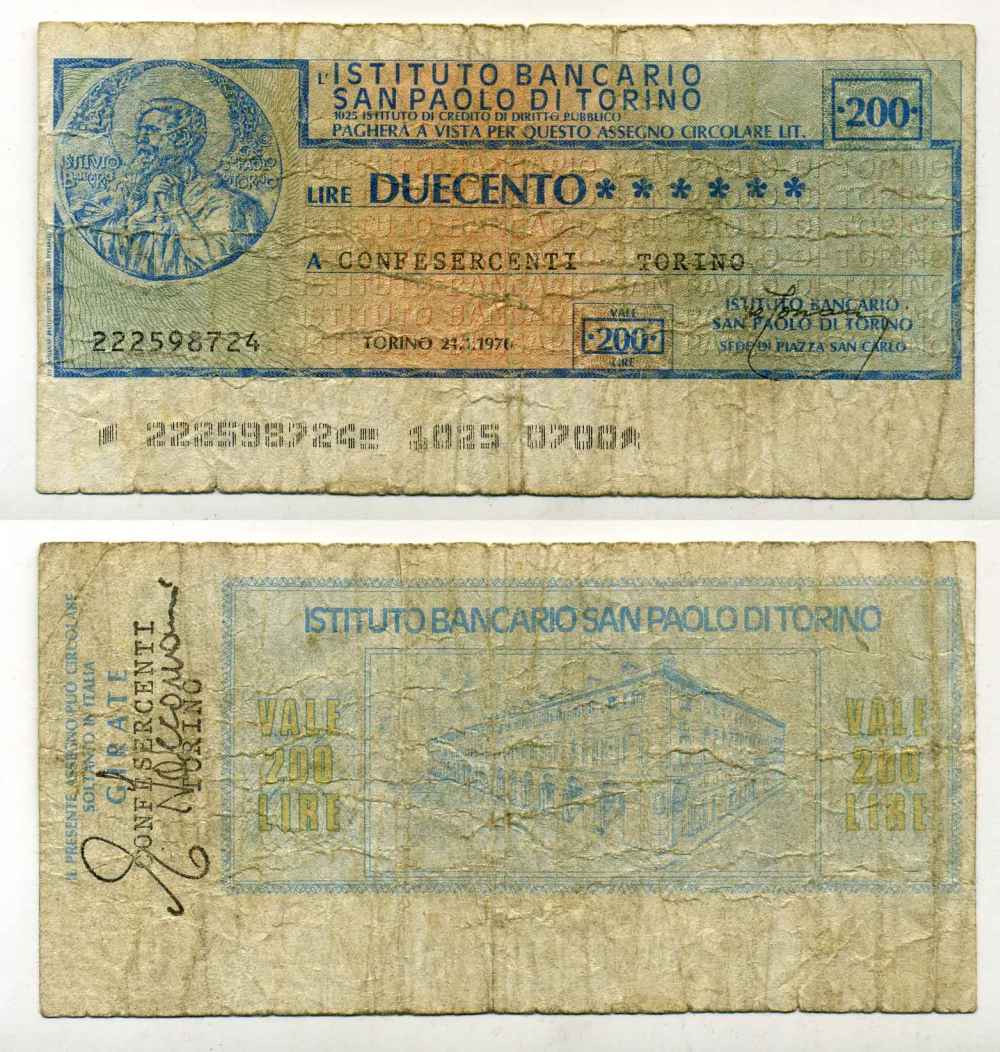 L'ISTITUTO BANCARIO
SAN PAOLO DI TORINO
1025 ISTITUTO DI CREDITO DI DIRITTO PUBBLICO
PAGHERÀ A VISTA PER QUESTO ASSEGNO CIRCOLARE LIT.
·200·
LIRE DUECENTO ******
A CONFESERCENTI TORINO
222598724
TORINO 21.1.1976
VALE
·200·
LIRE
ISTITUTO BANCARIO
SAN PAOLO DI TORINO
SEDE DI PIAZZA SAN CARLO
222598724 1025 0700
IL PRESENTE ASSEGNO PUÒ CIRCOLARE
SOLTANTO IN ITALIA
GIRATE
CONFESERCENTI
TORINO
ISTITUTO BANCARIO SAN PAOLO DI TORINO
VALE
200
LIRE
VALE
200
LIRE